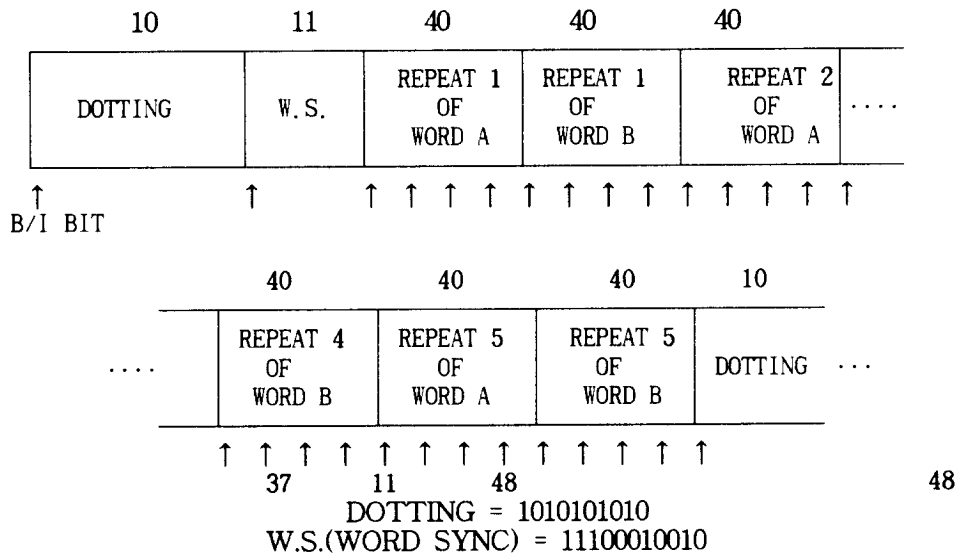 10 11 40 40 40
DOTTING W.S. REPEAT 1 OF WORD A REPEAT 1 OF WORD B REPEAT 2 OF WORD A ....
↑ ↑ ↑ ↑ ↑ ↑ ↑ ↑ ↑ ↑ ↑ ↑ ↑ ↑ ↑
B/I BIT
40 40 40 10
.... REPEAT 4 OF WORD B REPEAT 5 OF WORD A REPEAT 5 OF WORD B DOTTING ...
↑ ↑ ↑ ↑ ↑ ↑ ↑ ↑ ↑ ↑ ↑ ↑ ↑
37 11 48 48
DOTTING = 1010101010
W.S.(WORD SYNC) = 11100010010